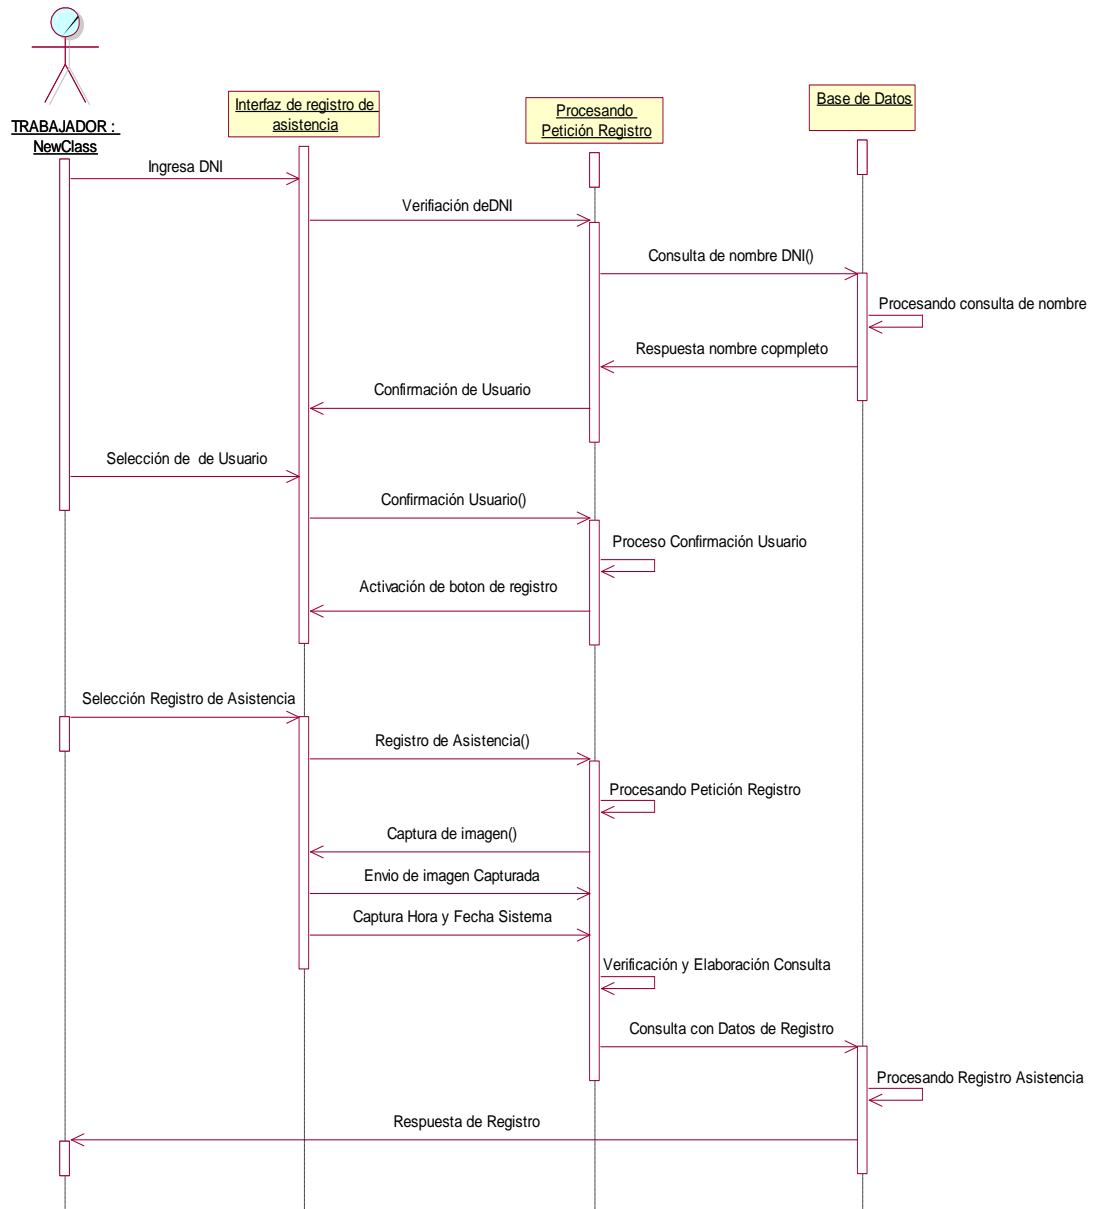 TRABAJADOR :
NewClass
Interfaz de registro de
asistencia
Procesando
Petición Registro
Base de Datos
Ingresa DNI
Verifiación deDNI
Consulta de nombre DNI()
Procesando consulta de nombre
Respuesta nombre copmpleto
Confirmación de Usuario
Selección de  de Usuario
Confirmación Usuario()
Proceso Confirmación Usuario
Activación de boton de registro
Selección Registro de Asistencia
Registro de Asistencia()
Procesando Petición Registro
Captura de imagen()
Envio de imagen Capturada
Captura Hora y Fecha Sistema
Verificación y Elaboración Consulta
Consulta con Datos de Registro
Procesando Registro Asistencia
Respuesta de Registro